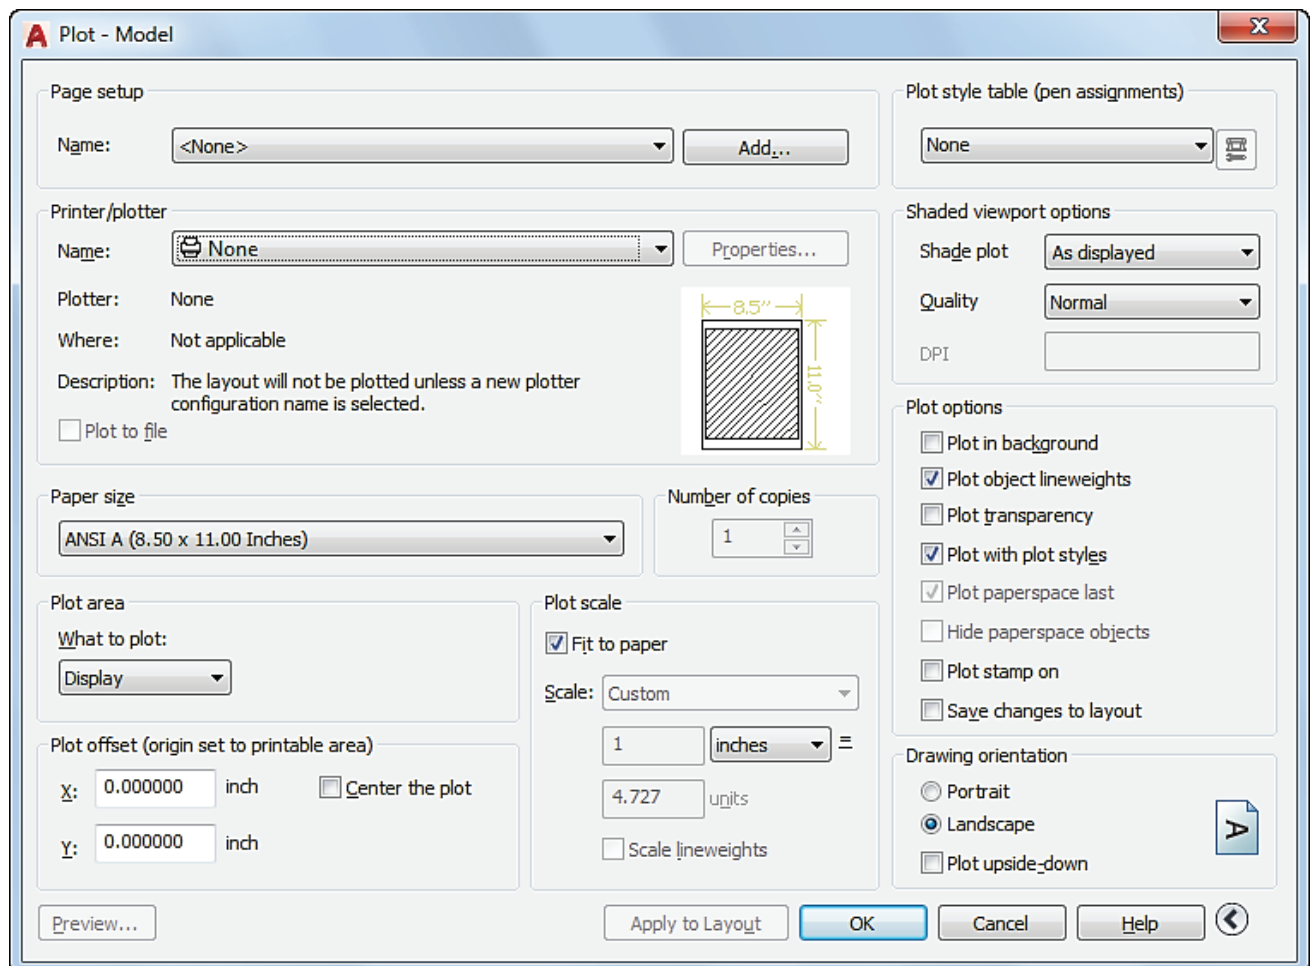 Plot - Model
Page setup
Name: <None> Add...
Plot style table (pen assignments)
None
Printer/plotter
Name: None Properties...
Plotter: None
Where: Not applicable
Description: The layout will not be plotted unless a new plotter
configuration name is selected.
Plot to file
8.5''
11.0''
Shaded viewport options
Shade plot As displayed
Quality Normal
DPI
Paper size
ANSI A (8.50 x 11.00 Inches)
Number of copies
1
Plot area
What to plot:
Display
Plot offset (origin set to printable area)
X: 0.000000 inch Center the plot
Y: 0.000000 inch
Plot scale
Fit to paper
Scale: Custom
1 inches =
4.727 units
Scale lineweights
Plot options
Plot in background
Plot object lineweights
Plot transparency
Plot with plot styles
Plot paperspace last
Hide paperspace objects
Plot stamp on
Save changes to layout
Drawing orientation
Portrait
Landscape
Plot upside-down
A
Preview... Apply to Layout OK Cancel Help